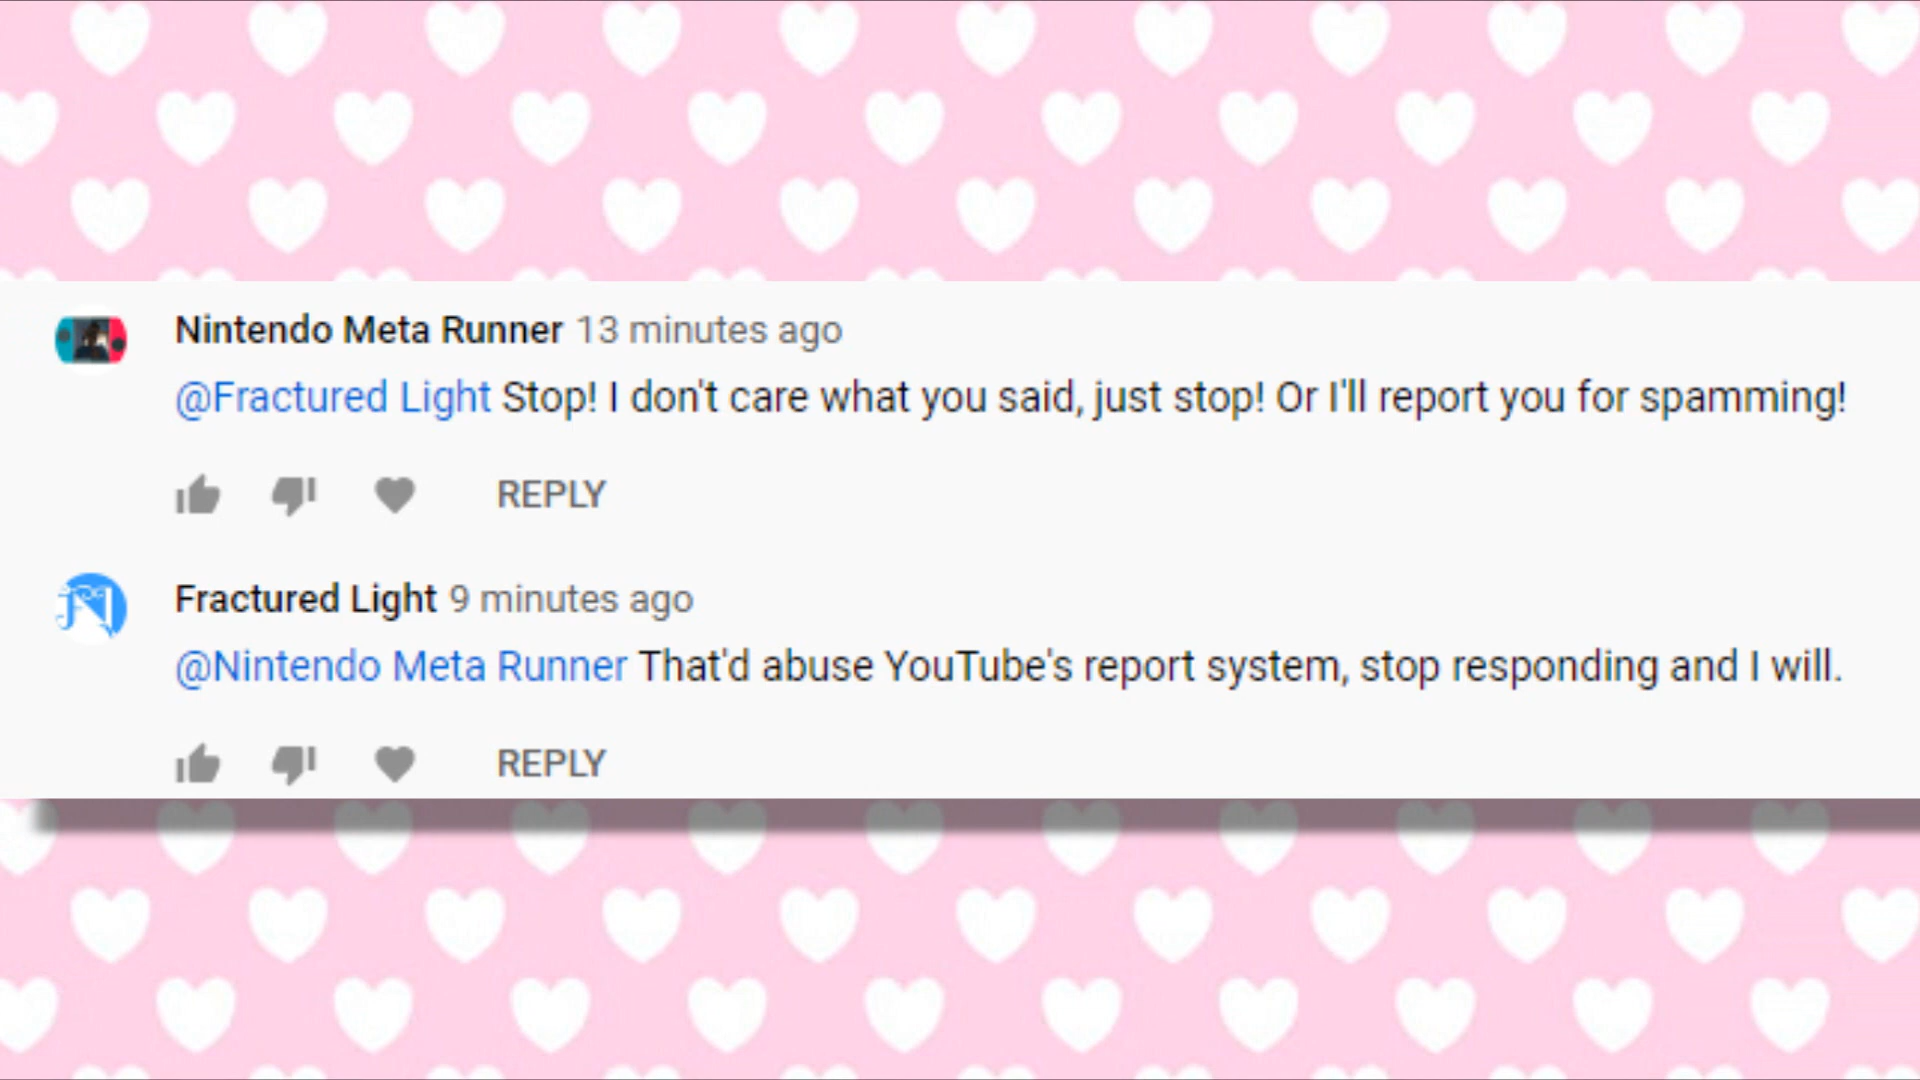 Nintendo Meta Runner 13 minutes ago
@Fractured Light Stop! I don't care what you said, just stop! Or I'll report you for spamming!
REPLY
Fractured Light 9 minutes ago
@Nintendo Meta Runner That'd abuse YouTube's report system, stop responding and I will.
REPLY